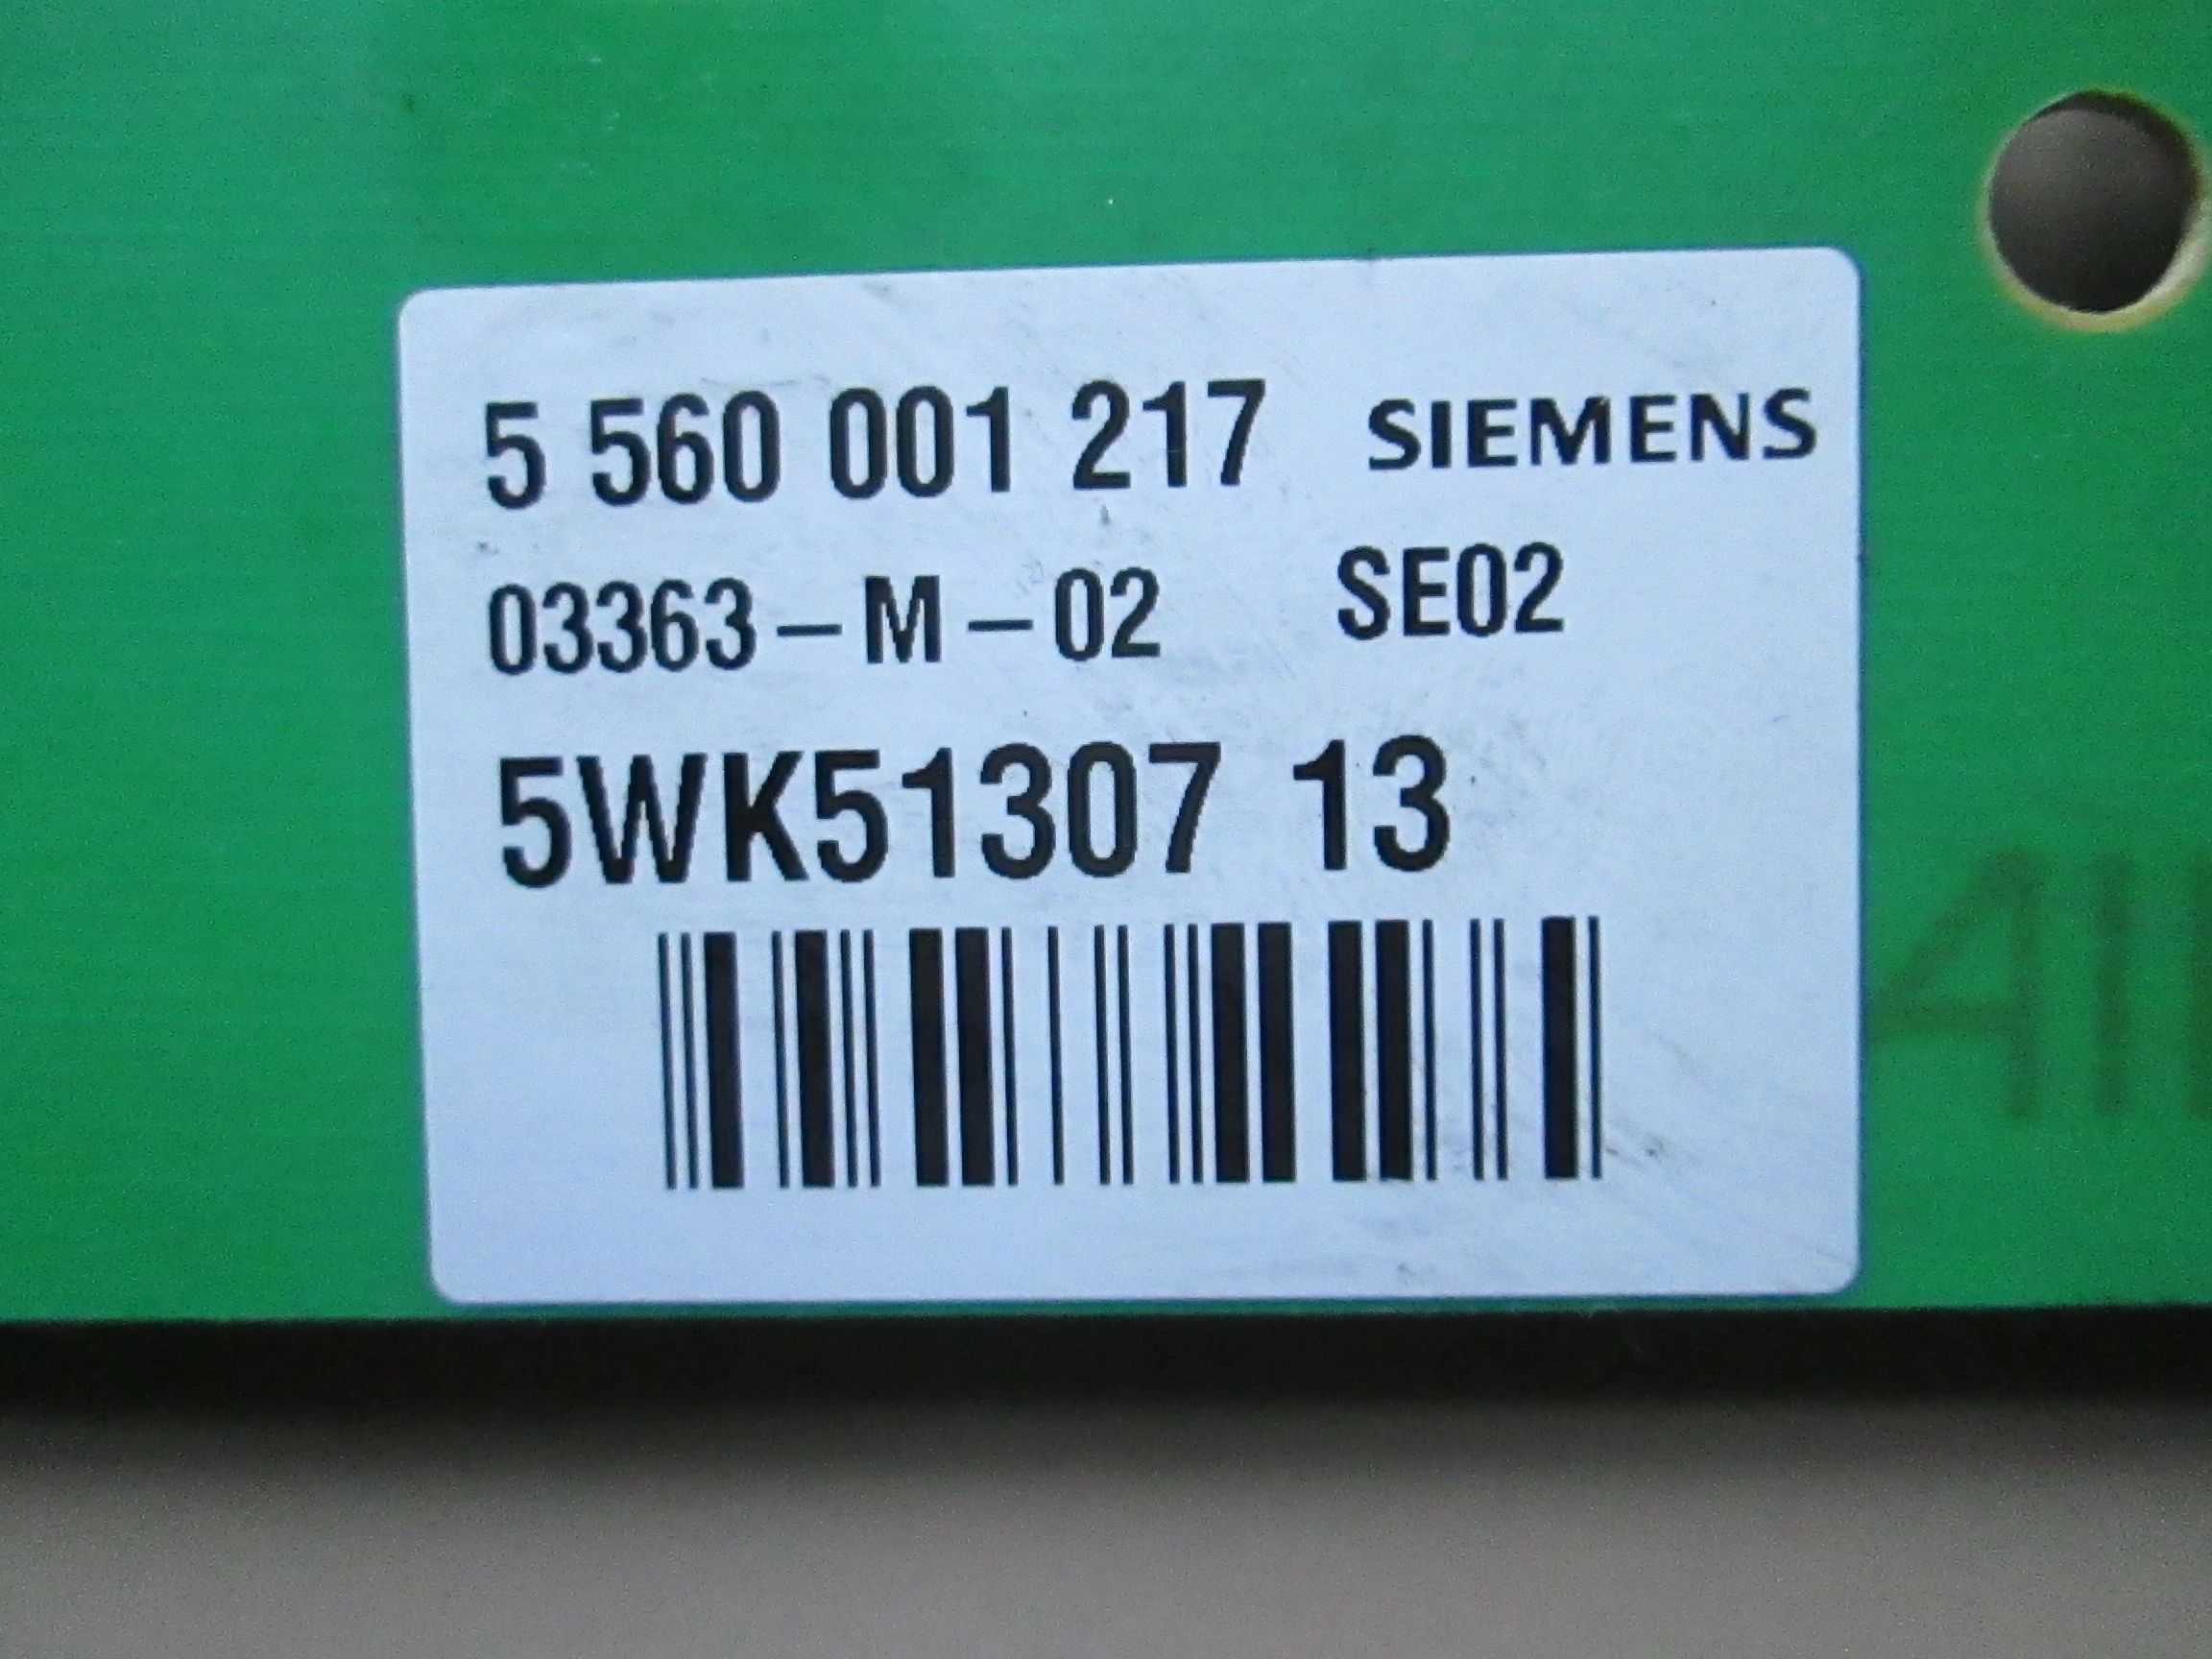 5 560 001 217 SIEMENS
03363-M-02 SE02
5WK51307 13